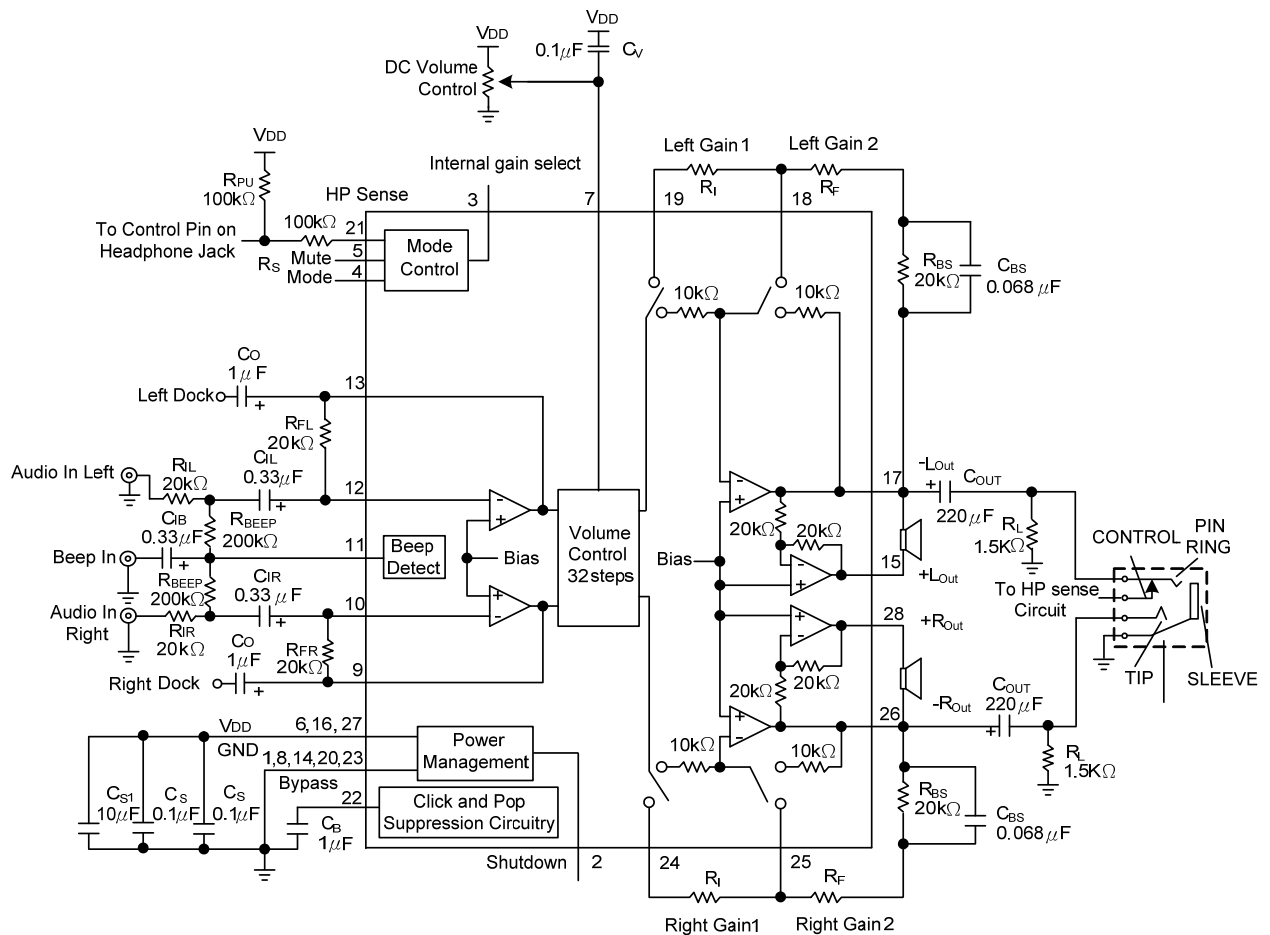 VDD
0.1μF CV
VDD
DC Volume
Control
VDD
RPU
100kΩ
To Control Pin on
Headphone Jack
RS
100kΩ
HP Sense
21
Mute
5
Mode
4
Mode
Control
Internal gain select
3
7
Left Gain 1
RI
19
Left Gain 2
RF
18
RBS
20kΩ
CBS
0.068 μF
10kΩ
10kΩ
CO
1μF
Left Dock
+
13
RFL
20kΩ
Audio In Left
RIL
20kΩ
CIL
0.33μF
+
12
CIB
0.33μF
RBEEP
200kΩ
Beep In
+
11
Beep
Detect
RBEEP
200kΩ
CIR
0.33μF
+
10
Audio In
Right
RIR
20kΩ
RFR
20kΩ
CO
1μF
Right Dock
+
9
-
+
Bias
+
-
Volume
Control
32steps
Bias
-
+
20kΩ
20kΩ
-
+
+
-
20kΩ
20kΩ
+
-
17
-LOut
+
COUT
220μF
RL
1.5KΩ
15
+LOut
28
+ROut
26
-ROut
COUT
220μF
+
RL
1.5KΩ
CONTROL
PIN
RING
To HP sense
Circuit
TIP
SLEEVE
VDD
6,16, 27
GND
1,8,14,20,23
Power
Management
Bypass
22
Click and Pop
Suppression Circuitry
CS1
10μF
CS
0.1μF
CS
0.1μF
CB
1μF
Shutdown
2
10kΩ
10kΩ
24
25
RI
RF
Right Gain1
Right Gain2
RBS
20kΩ
CBS
0.068μF